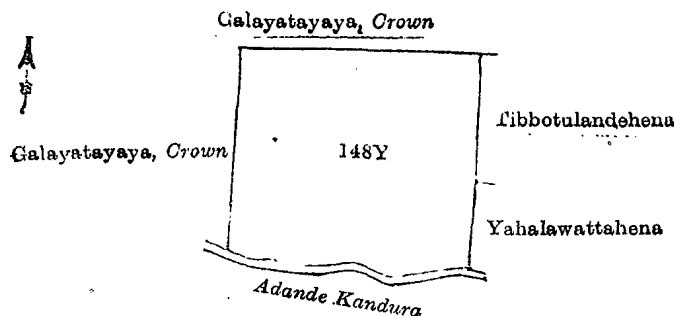 Galayatayaya, Crown
Tibbotulandehena
Galayatayaya, Crown
148Y
Yahalawattahena
Adande Kandura